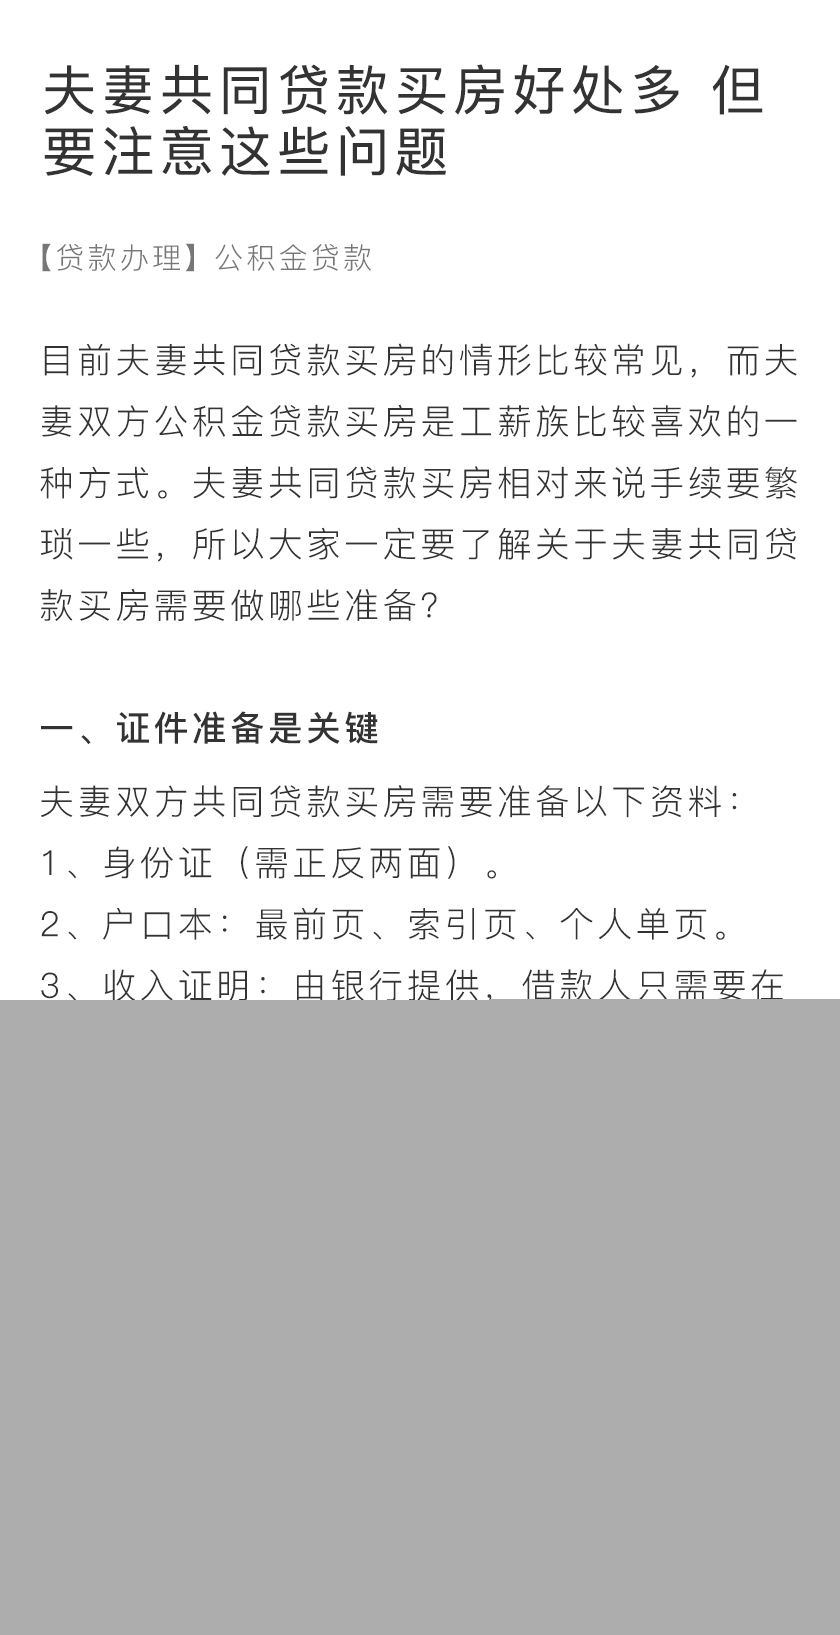 夫妻共同贷款买房好处多 但
要注意这些问题
【贷款办理】公积金贷款
目前夫妻共同贷款买房的情形比较常见，而夫
妻双方公积金贷款买房是工薪族比较喜欢的一
种方式。夫妻共同贷款买房相对来说手续要繁
琐一些，所以大家一定要了解关于夫妻共同贷
款买房需要做哪些准备？
一、证件准备是关键
夫妻双方共同贷款买房需要准备以下资料：
1、身份证（需正反两面）。
2、户口本：最前页、索引页、个人单页。
3、收入证明：由银行提供，借款人只需要在